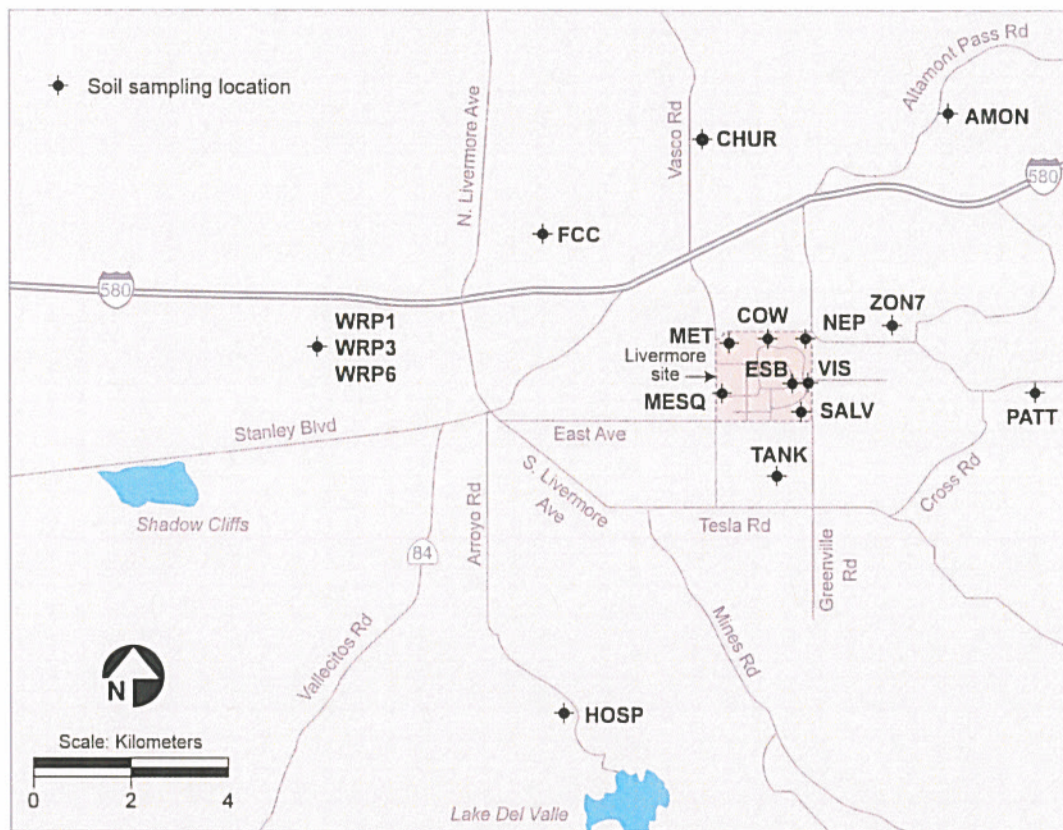 Altamont Pass Rd
Soil sampling location
N. Livermore Ave
Vasco Rd
CHUR
AMON
580
FCC
580
ZON7
WRP1
WRP3
WRP6
COW
NEP
MET
Livermore
site
ESB
VIS
MESQ
SALV
PATT
Stanley Blvd
East Ave
TANK
S. Livermore
Ave
Cross Rd
Shadow Cliffs
Tesla Rd
84
Arroyo Rd
Greenville
Rd
Vallecitos Rd
Mines Rd
N
HOSP
Scale: Kilometers
0 2 4
Lake Del Valle